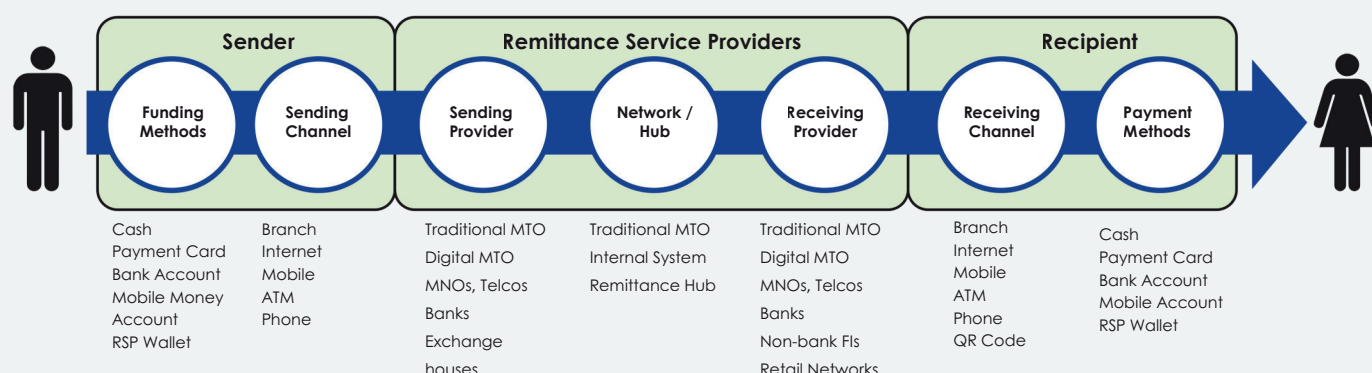 Sender
Remittance Service Providers
Recipient
Funding
Methods
Sending
Channel
Sending
Provider
Network /
Hub
Receiving
Provider
Receiving
Channel
Payment
Methods
Cash
Payment Card
Bank Account
Mobile Money
Account
RSP Wallet
Branch
Internet
Mobile
ATM
Phone
Traditional MTO
Digital MTO
MNOs, Telcos
Banks
Exchange
houses
Traditional MTO
Internal System
Remittance Hub
Traditional MTO
Digital MTO
MNOs, Telcos
Banks
Non-bank FIs
Retail Networks
Branch
Internet
Mobile
ATM
Phone
QR Code
Cash
Payment Card
Bank Account
Mobile Account
RSP Wallet